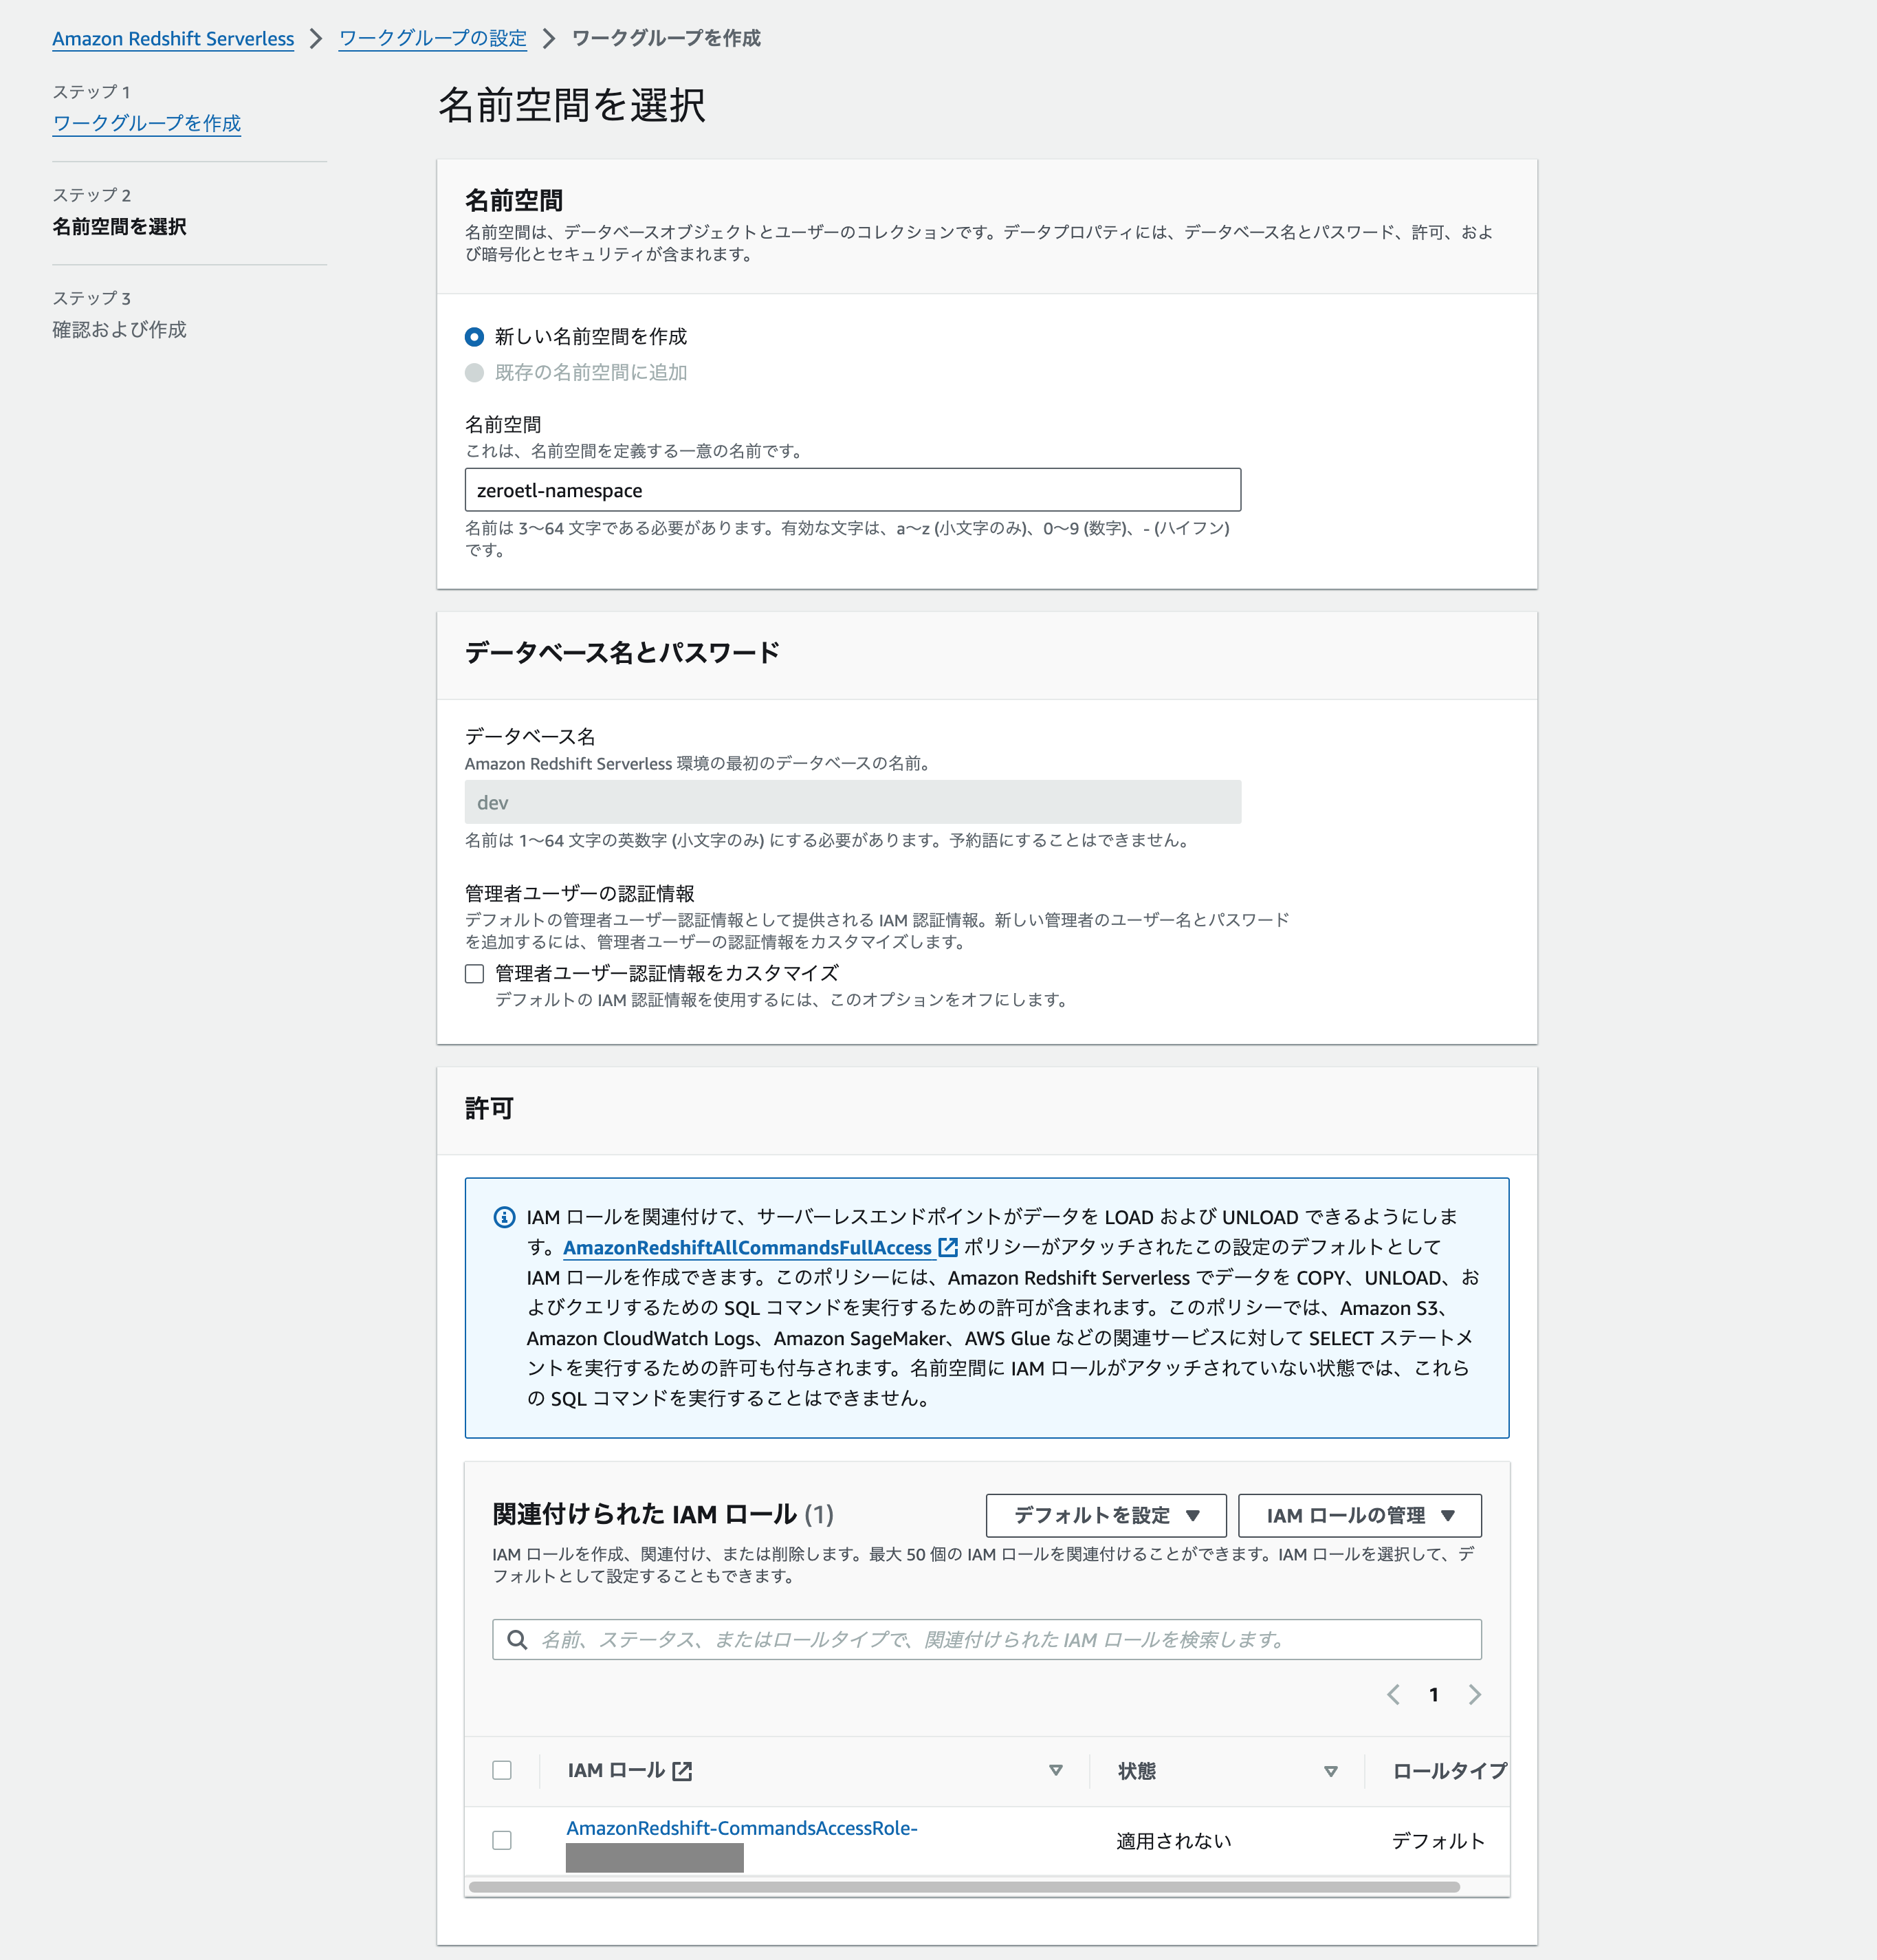 Amazon Redshift Serverless > ワークグループの設定 > ワークグループを作成
ステップ 1
ワークグループを作成
ステップ 2
名前空間を選択
ステップ 3
確認および作成
名前空間を選択
名前空間
名前空間は、データベースオブジェクトとユーザーのコレクションです。データプロパティには、データベース名とパスワード、許可、およ
び暗号化とセキュリティが含まれます。
新しい名前空間を作成
既存の名前空間に追加
名前空間
これは、名前空間を定義する一意の名前です。
zeroetl-namespace
名前は 3〜64 文字である必要があります。有効な文字は、a〜z (小文字のみ)、0〜9 (数字)、- (ハイフン)
です。
データベース名とパスワード
データベース名
Amazon Redshift Serverless 環境の最初のデータベースの名前。
dev
名前は 1〜64 文字の英数字 (小文字のみ) にする必要があります。予約語にすることはできません。
管理者ユーザーの認証情報
デフォルトの管理者ユーザー認証情報として提供される IAM 認証情報。新しい管理者のユーザー名とパスワード
を追加するには、管理者ユーザーの認証情報をカスタマイズします。
管理者ユーザー認証情報をカスタマイズ
デフォルトの IAM 認証情報を使用するには、このオプションをオフにします。
許可
IAM ロールを関連付けて、サーバーレスエンドポイントがデータを LOAD および UNLOAD できるようにしま
す。AmazonRedshiftAllCommandsFullAccess ポリシーがアタッチされたこの設定のデフォルトとして
IAM ロールを作成できます。このポリシーには、Amazon Redshift Serverless でデータを COPY、UNLOAD、お
よびクエリするための SQL コマンドを実行するための許可が含まれます。このポリシーでは、Amazon S3、
Amazon CloudWatch Logs、Amazon SageMaker、AWS Glue などの関連サービスに対して SELECT ステートメ
ントを実行するための許可も付与されます。名前空間に IAM ロールがアタッチされていない状態では、これら
の SQL コマンドを実行することはできません。
関連付けられた IAM ロール (1)
デフォルトを設定
IAM ロールの管理
IAM ロールを作成、関連付け、または削除します。最大 50 個の IAM ロールを関連付けることができます。IAM ロールを選択して、デ
フォルトとして設定することもできます。
名前、ステータス、またはロールタイプで、関連付けられた IAM ロールを検索します。
1
IAM ロール
状態
ロールタイプ
AmazonRedshift-CommandsAccessRole-
適用されない
デフォルト